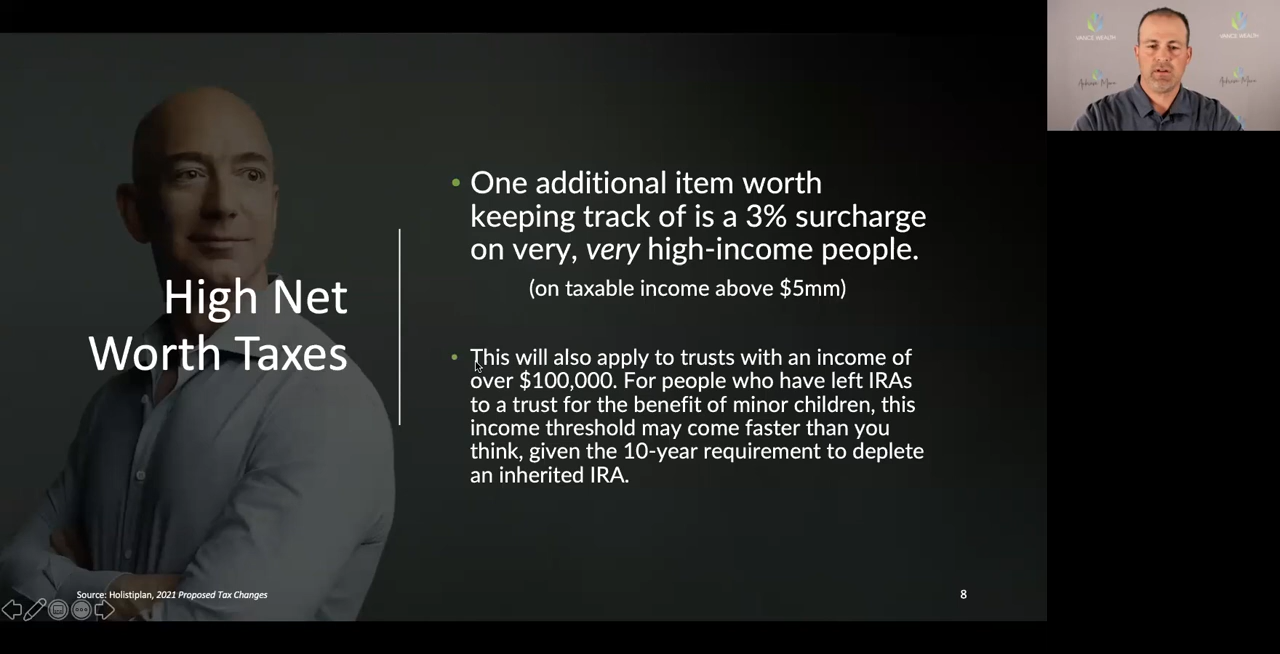 VANCE WEALTH
VANCE WEALTH
High Net
Worth Taxes
• One additional item worth
keeping track of is a 3% surcharge
on very, very high-income people.
(on taxable income above $5mm)
• This will also apply to trusts with an income of
over $100,000. For people who have left IRAs
to a trust for the benefit of minor children, this
income threshold may come faster than you
think, given the 10-year requirement to deplete
an inherited IRA.
Source: Holistiplan, 2021 Proposed Tax Changes
8